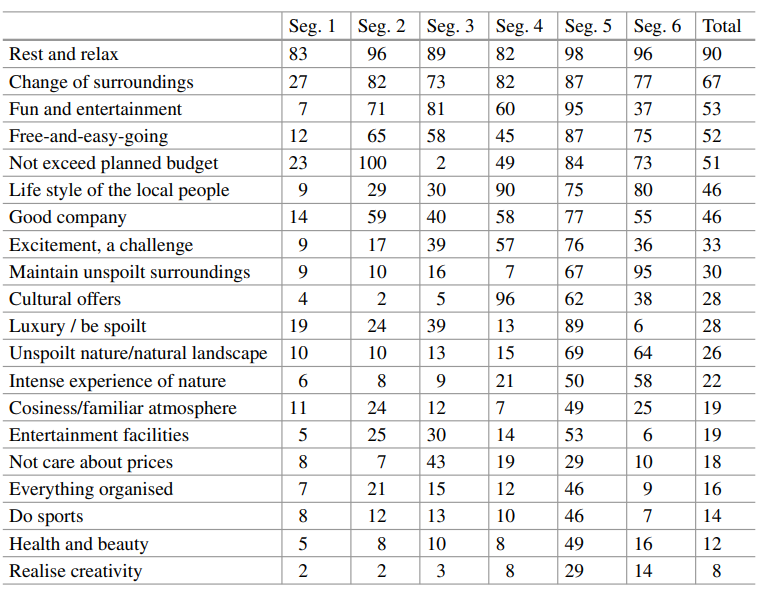 Seg. 1 Seg. 2 Seg. 3 Seg. 4 Seg. 5 Seg. 6 Total
Rest and relax 83 96 89 82 98 96 90
Change of surroundings 27 82 73 82 87 77 67
Fun and entertainment 7 71 81 60 95 37 53
Free-and-easy-going 12 65 58 45 87 75 52
Not exceed planned budget 23 100 2 49 84 73 51
Life style of the local people 9 29 30 90 75 80 46
Good company 14 59 40 58 77 55 46
Excitement, a challenge 9 17 39 57 76 36 33
Maintain unspoilt surroundings 9 10 16 7 67 95 30
Cultural offers 4 2 5 96 62 38 28
Luxury / be spoilt 19 24 39 13 89 6 28
Unspoilt nature/natural landscape 10 10 13 15 69 64 26
Intense experience of nature 6 8 9 21 50 58 22
Cosiness/familiar atmosphere 11 24 12 7 49 25 19
Entertainment facilities 5 25 30 14 53 6 19
Not care about prices 8 7 43 19 29 10 18
Everything organised 7 21 15 12 46 9 16
Do sports 8 12 13 10 46 7 14
Health and beauty 5 8 10 8 49 16 12
Realise creativity 2 2 3 8 29 14 8